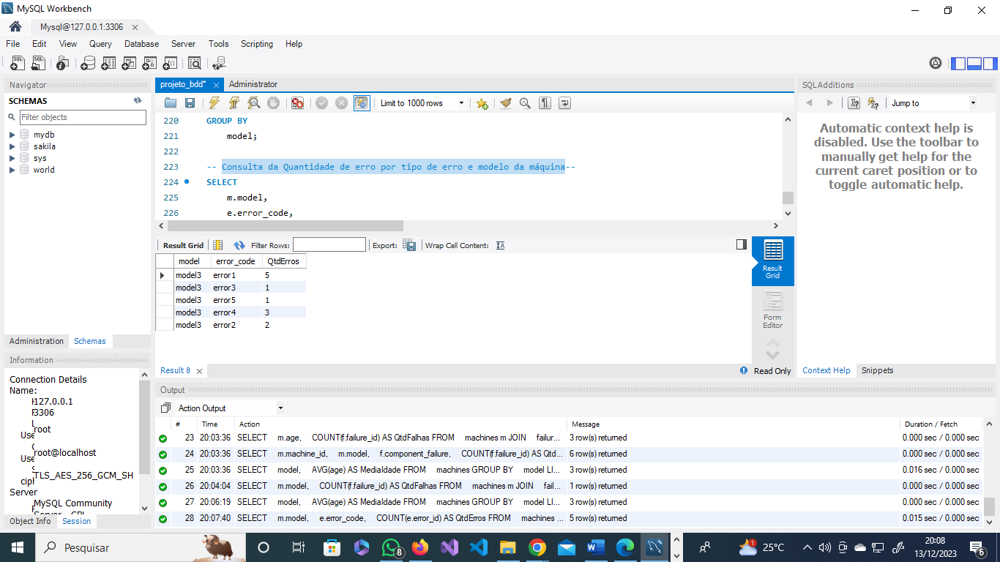 MySQL Workbench
Mysql@127.0.0.1:3306
File Edit View Query Database Server Tools Scripting Help
Navigator
SCHEMAS
Filter objects
mydb
sakila
sys
world
Administration Schemas
Information
Connection Details
Name:
127.0.0.1
3306
root
Use
root@localhost
Use
TLS_AES_256_GCM_SH
cipl
Server
MySQL Community
Object Info Session
projeto_bdd* Administrator
Limit to 1000 rows
220 GROUP BY
221 model;
222
223 -- Consulta da Quantidade de erro por tipo de erro e modelo da máquina--
224 SELECT
225 m.model,
226 e.error_code,
Result Grid Filter Rows: Export: Wrap Cell Content:
model error_code QtdErros
model3 error1 5
model3 error3 1
model3 error5 1
model3 error4 3
model3 error2 2
Result Grid
Form Editor
Result 8
Read Only
SQLAdditions
Jump to
Automatic context help is
disabled. Use the toolbar to
manually get help for the
current caret position or to
toggle automatic help.
Context Help Snippets
Output
Action Output
# Time Action Message Duration / Fetch
23 20:03:36 SELECT m.age, COUNT(f.failure_id) AS QtdFalhas FROM machines m JOIN failur... 3 row(s) returned 0.000 sec / 0.000 sec
24 20:03:36 SELECT m.machine_id, m.model, f.component_failure, COUNT(f.failure_id) AS Qtd... 6 row(s) returned 0.000 sec / 0.000 sec
25 20:03:36 SELECT model, AVG(age) AS MediaIdade FROM machines GROUP BY model LI... 3 row(s) returned 0.016 sec / 0.000 sec
26 20:04:04 SELECT m.model, COUNT(f.failure_id) AS QtdFalhas FROM machines m JOIN fail... 1 row(s) returned 0.000 sec / 0.000 sec
27 20:06:19 SELECT model, AVG(age) AS MediaIdade FROM machines GROUP BY model LI... 3 row(s) returned 0.000 sec / 0.000 sec
28 20:07:40 SELECT m.model, e.error_code, COUNT(e.error_id) AS QtdErros FROM machines ... 5 row(s) returned 0.015 sec / 0.000 sec
Pesquisar
8
25°C
20:08
13/12/2023
6